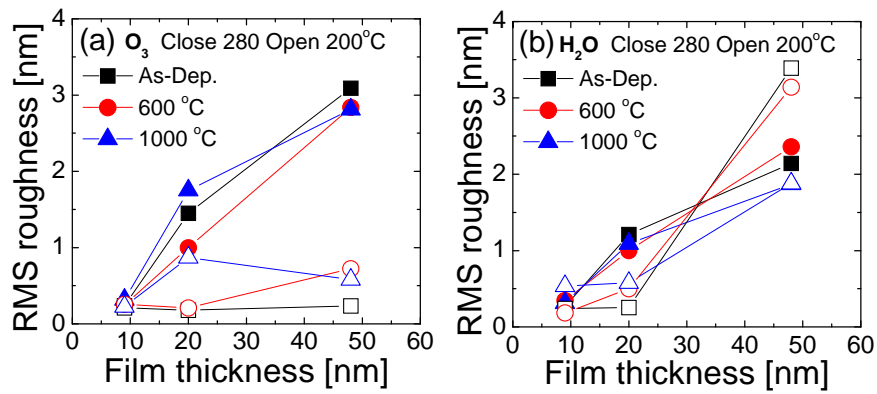 (a) O₃ Close 280 Open 200°C
As-Dep.
600 °C
1000 °C
RMS roughness [nm]
4
3
2
1
0
0 10 20 30 40 50 60
Film thickness [nm]
(b) H₂O Close 280 Open 200°C
As-Dep.
600 °C
1000 °C
RMS roughness [nm]
4
3
2
1
0
0 10 20 30 40 50 60
Film thickness [nm]